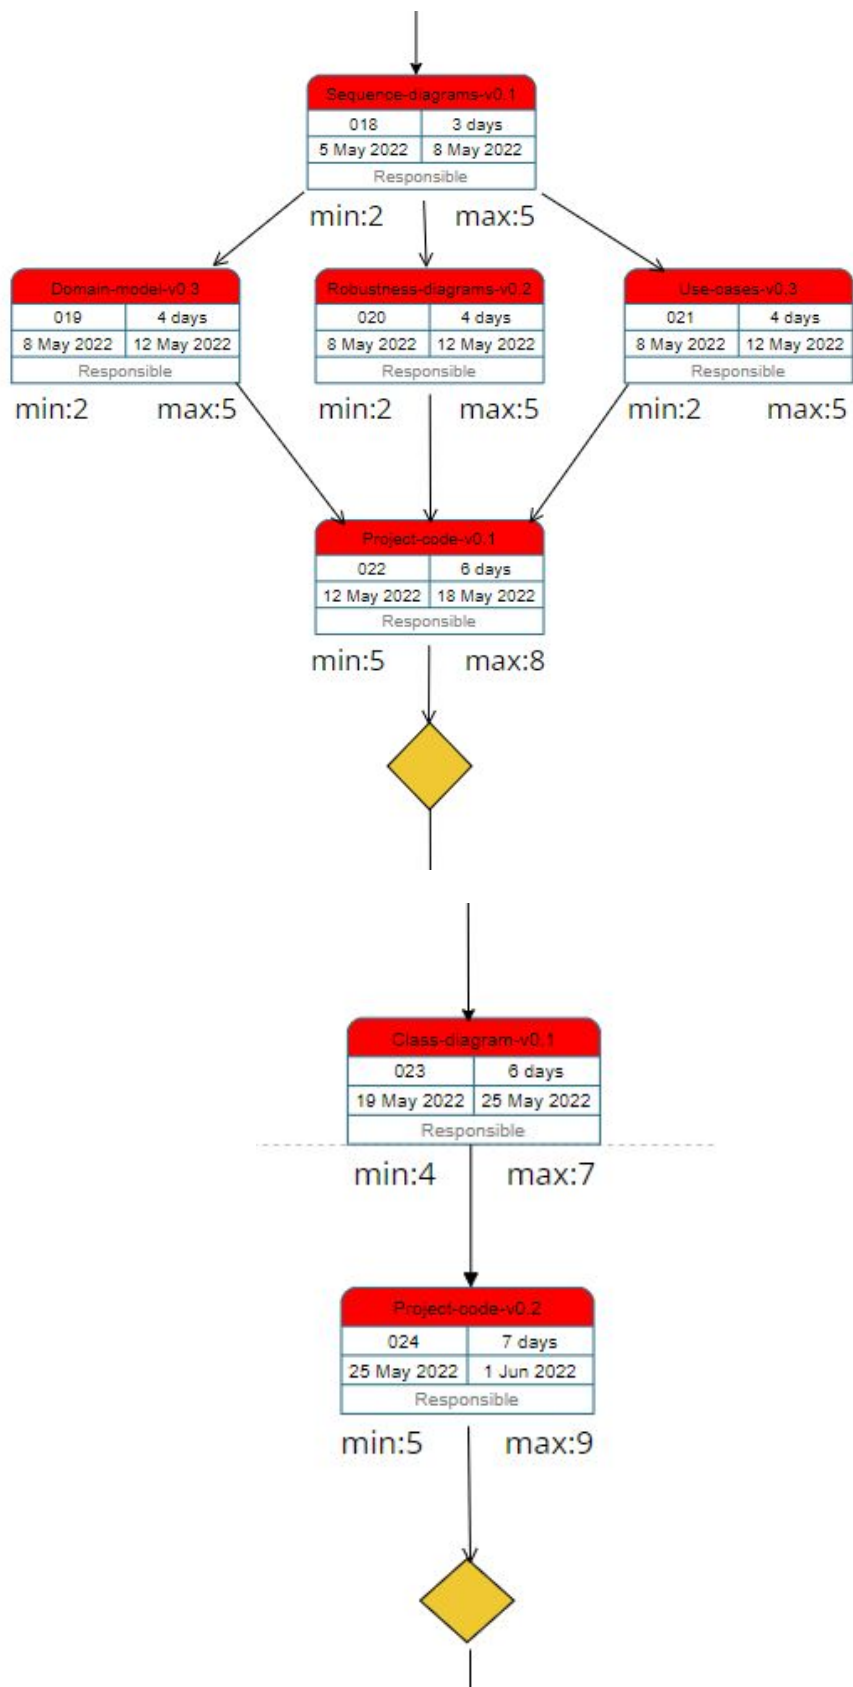 Sequence-diagrams-v0.1
018 3 days
5 May 2022 8 May 2022
Responsible
min:2 max:5
Domain-model-v0.3 Robustness-diagrams-v0.2 Use-cases-v0.3
019 4 days 020 4 days 021 4 days
8 May 2022 12 May 2022 8 May 2022 12 May 2022 8 May 2022 12 May 2022
Responsible Responsible Responsible
min:2 max:5 min:2 max:5 min:2 max:5
Project-code-v0.1
022 6 days
12 May 2022 18 May 2022
Responsible
min:5 max:8
Class-diagram-v0.1
023 6 days
19 May 2022 25 May 2022
Responsible
min:4 max:7
Project-code-v0.2
024 7 days
25 May 2022 1 Jun 2022
Responsible
min:5 max:9